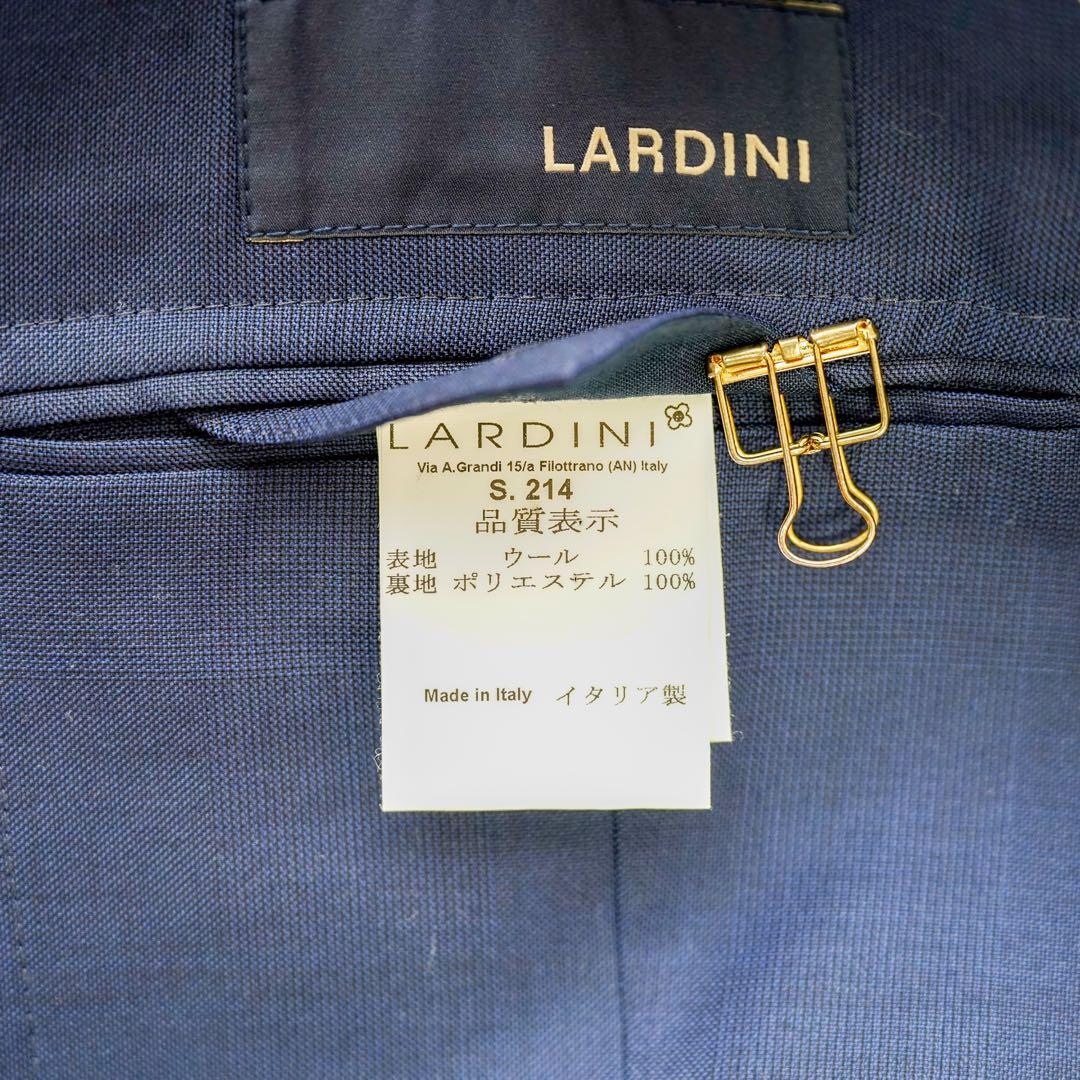 LARDINI
LARDINI
Via A.Grandi 15/a Filottrano (AN) Italy
S. 214
品質表示
表地 ウール 100%
裏地 ポリエステル 100%
Made in Italy イタリア製